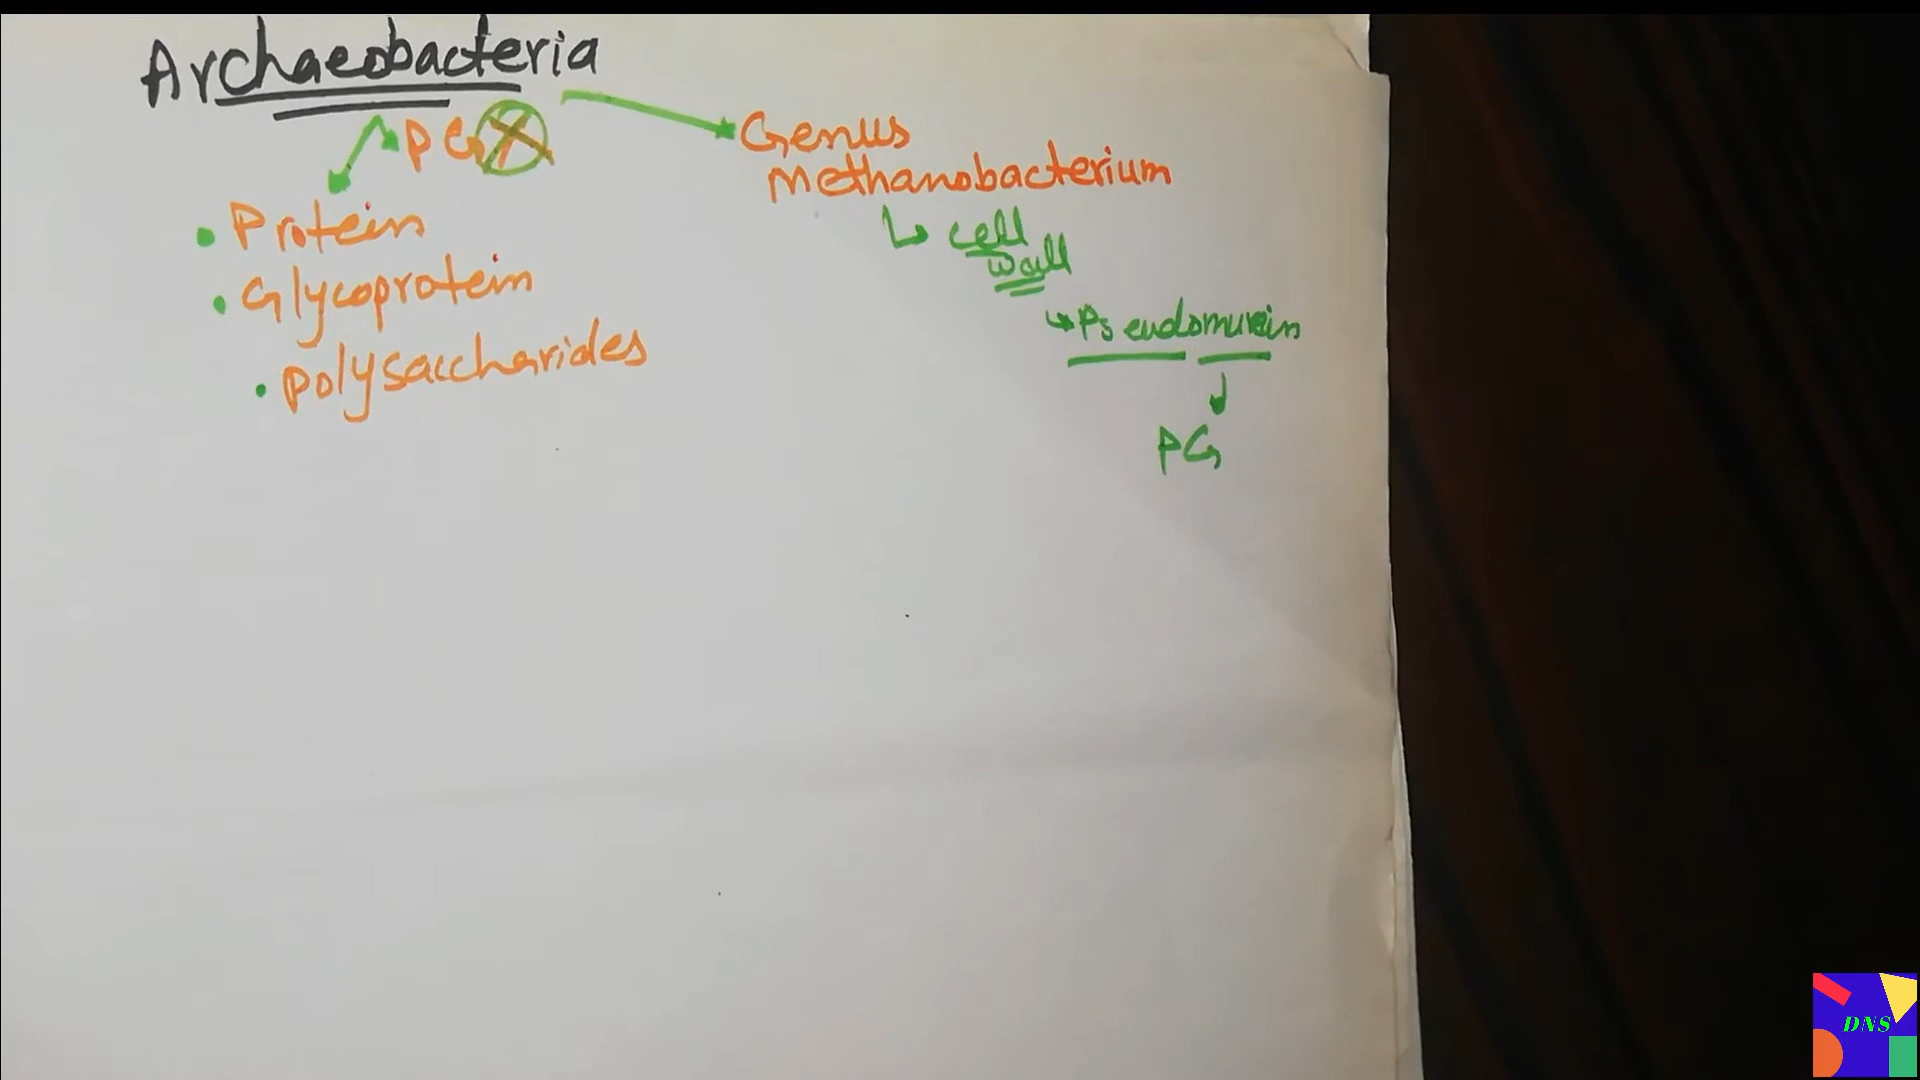 Archaeobacteria
PG
Protein
Glycoprotein
Polysaccharides
Genus
Methanobacterium
cell
wall
Pseudomurein
PG
DNS